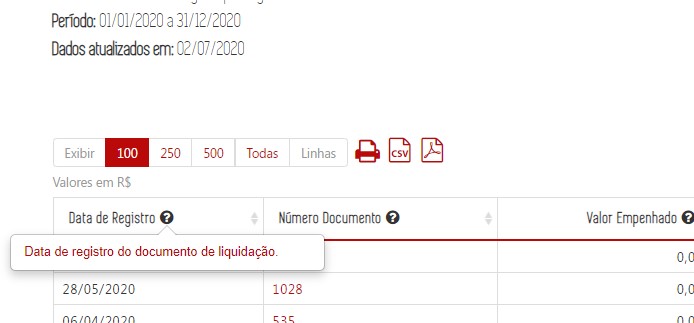 Período: 01/01/2020 a 31/12/2020
Dados atualizados em: 02/07/2020
Exibir 100 250 500 Todas Linhas CSV
Valores em R$
Data de Registro ? Número Documento ? Valor Empenhado ?
Data de registro do documento de liquidação.
0,0
28/05/2020 1028 0,0
06/04/2020 535 0,0